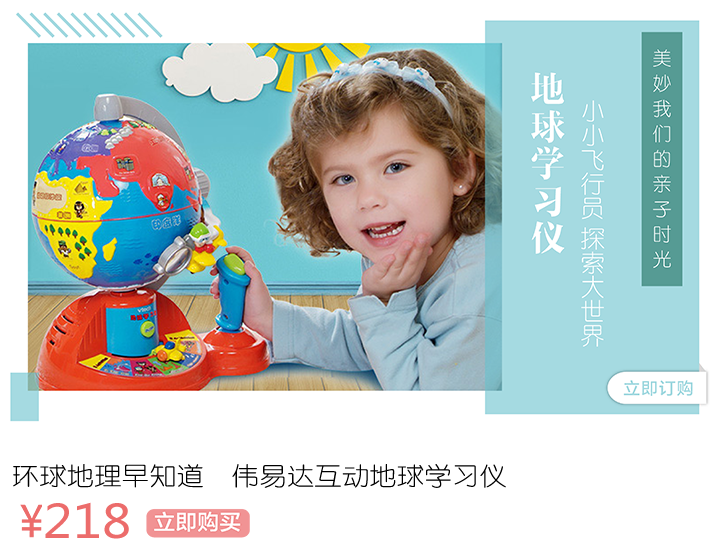 美妙我们的亲子时光
小小飞行员 探索大世界
地球学习仪
立即订购
环球地理早知道 伟易达互动地球学习仪
¥218 立即购买